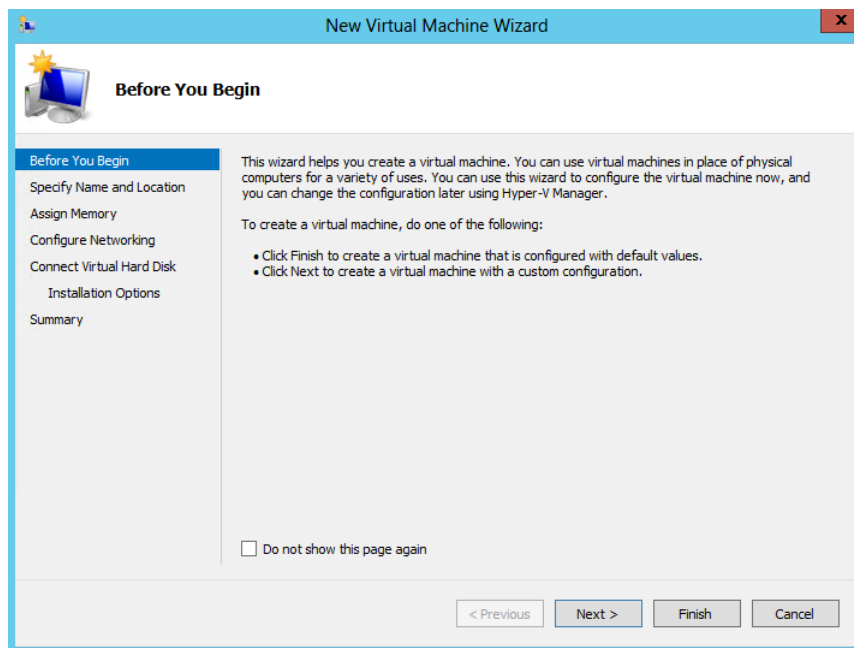 New Virtual Machine Wizard
x
Before You Begin
Before You Begin
Specify Name and Location
Assign Memory
Configure Networking
Connect Virtual Hard Disk
Installation Options
Summary
This wizard helps you create a virtual machine. You can use virtual machines in place of physical
computers for a variety of uses. You can use this wizard to configure the virtual machine now, and
you can change the configuration later using Hyper-V Manager.
To create a virtual machine, do one of the following:
• Click Finish to create a virtual machine that is configured with default values.
• Click Next to create a virtual machine with a custom configuration.
Do not show this page again
< Previous
Next >
Finish
Cancel